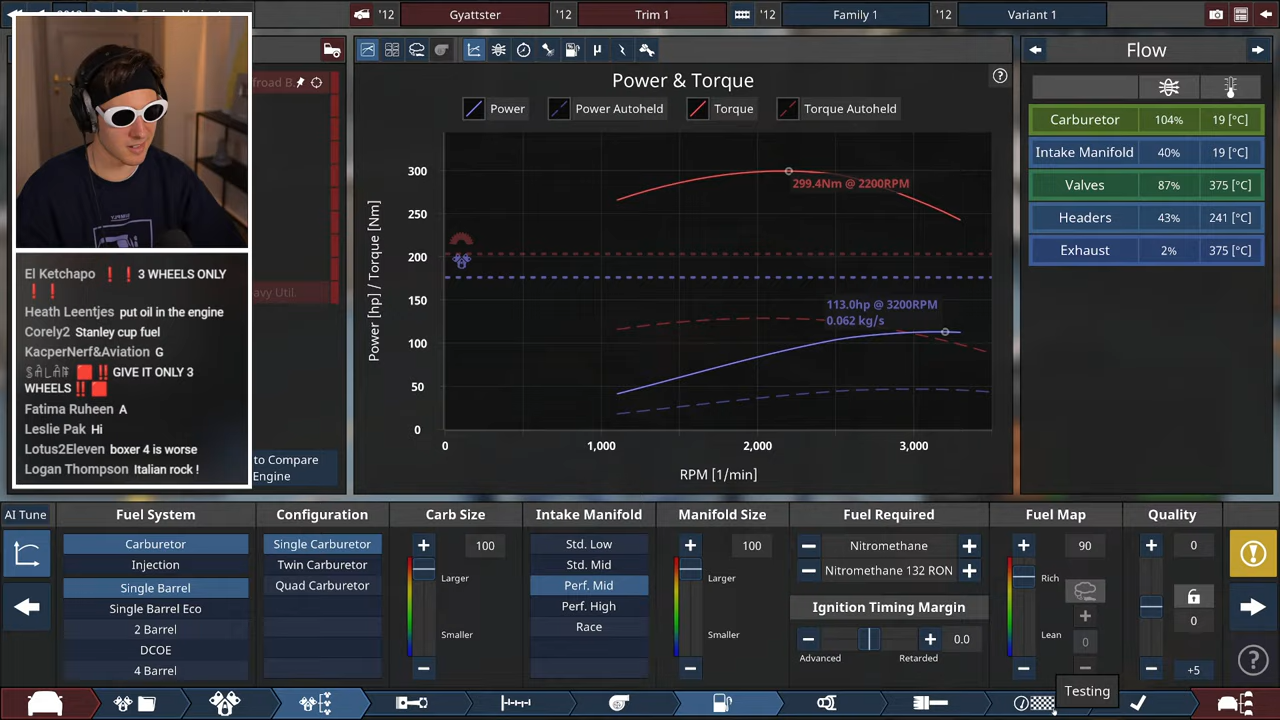 '12
Gyattster
'12
Trim 1
'12
Family 1
'12
Variant 1
ffroad B.
eavy Util.
to Compare
Engine
El Ketchapo ❗❗3 WHEELS ONLY
❗❗
Heath Leentjes put oil in the engine
Corely2 Stanley cup fuel
KacperNerf&Aviation G
🟥‼️GIVE IT ONLY 3
WHEELS‼️🟥
Fatima Ruheen A
Leslie Pak Hi
Lotus2Eleven boxer 4 is worse
Logan Thompson Italian rock !
Power & Torque
Power
Power Autoheld
Torque
Torque Autoheld
Power [hp] / Torque [Nm]
300
250
200
150
100
50
0
299.4Nm @ 2200RPM
113.0hp @ 3200RPM
0.062 kg/s
0
1,000
2,000
3,000
RPM [1/min]
Flow
Carburetor 104% 19 [°C]
Intake Manifold 40% 19 [°C]
Valves 87% 375 [°C]
Headers 43% 241 [°C]
Exhaust 2% 375 [°C]
AI Tune
Fuel System
Carburetor
Injection
Single Barrel
Single Barrel Eco
2 Barrel
DCOE
4 Barrel
Configuration
Single Carburetor
Twin Carburetor
Quad Carburetor
Carb Size
100
Larger
Smaller
Intake Manifold
Std. Low
Std. Mid
Perf. Mid
Perf. High
Race
Manifold Size
100
Larger
Smaller
Fuel Required
Nitromethane
Nitromethane 132 RON
Ignition Timing Margin
0.0
Advanced
Retarded
Fuel Map
90
Rich
Lean
0
Quality
0
0
+5
Testing